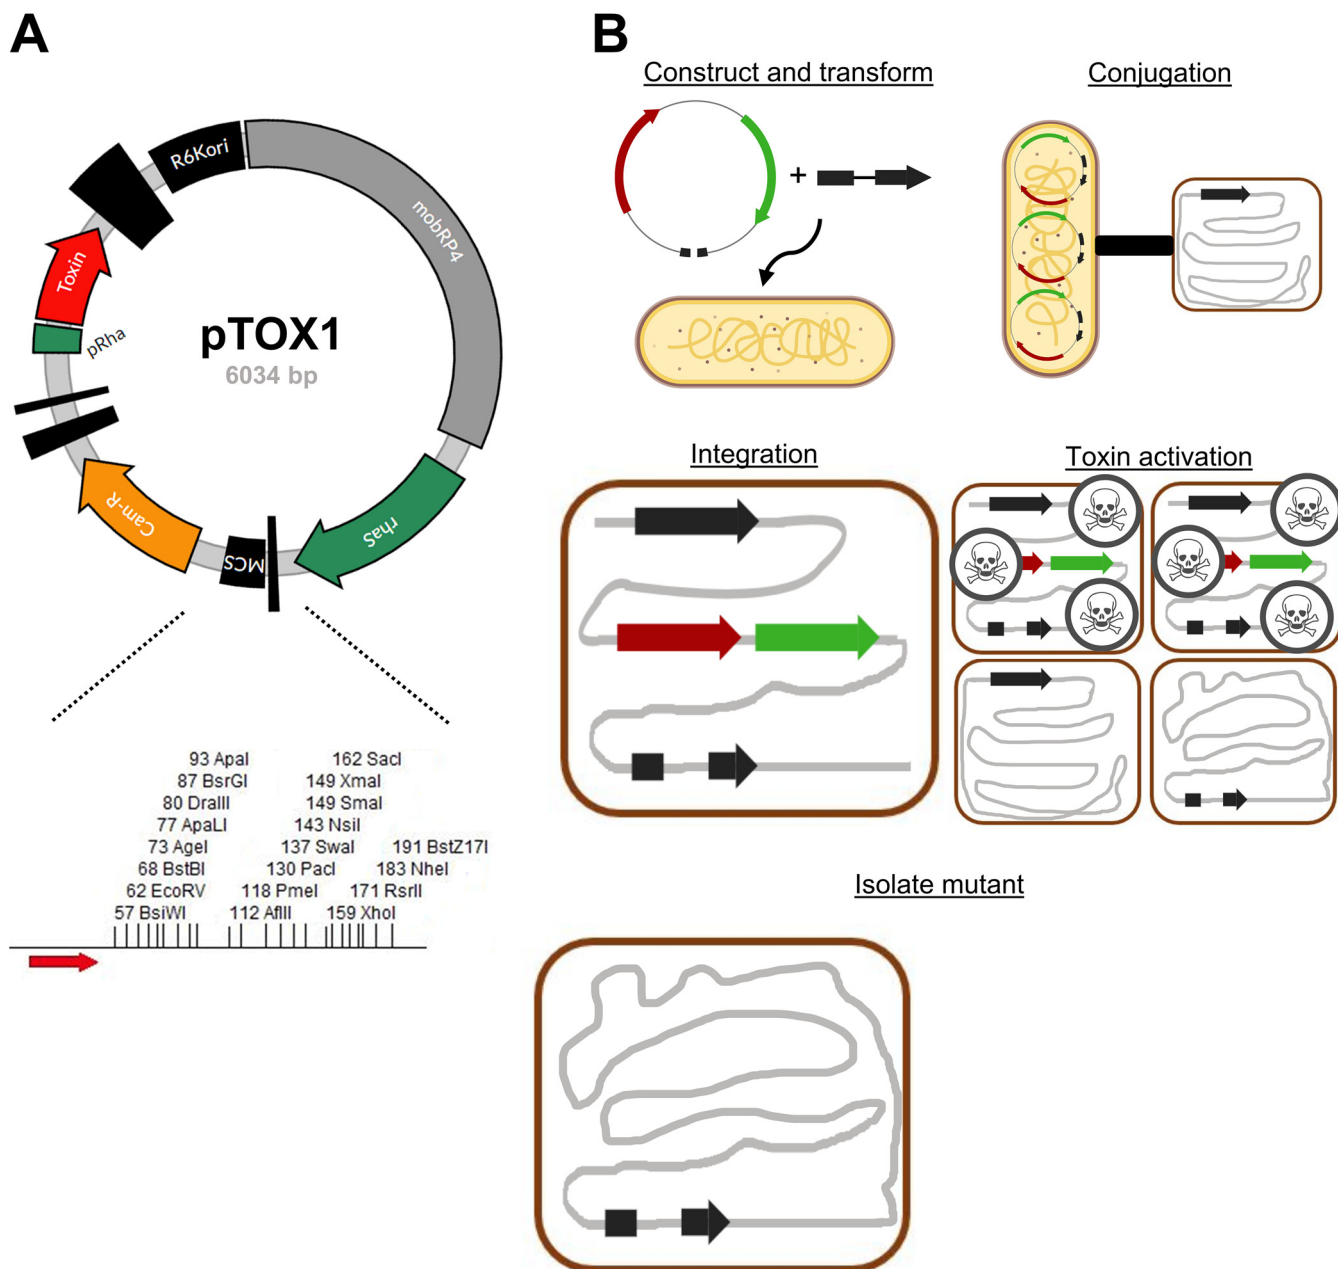 A
R6Kori
mobRP4
Toxin
pRha
pTOX1
6034 bp
Cam-R
MCS
rhaS
93 ApaI
162 SacI
87 BsrGI
149 XmaI
80 DraIII
149 SmaI
77 ApaLI
143 NsiI
73 AgeI
137 SwaI
191 BstZ17I
68 BstBI
130 PacI
183 NheI
62 EcoRV
118 PmeI
171 RsrII
57 BsiWI
112 AflII
159 XhoI
B
Construct and transform
+
Conjugation
Integration
Toxin activation
Isolate mutant